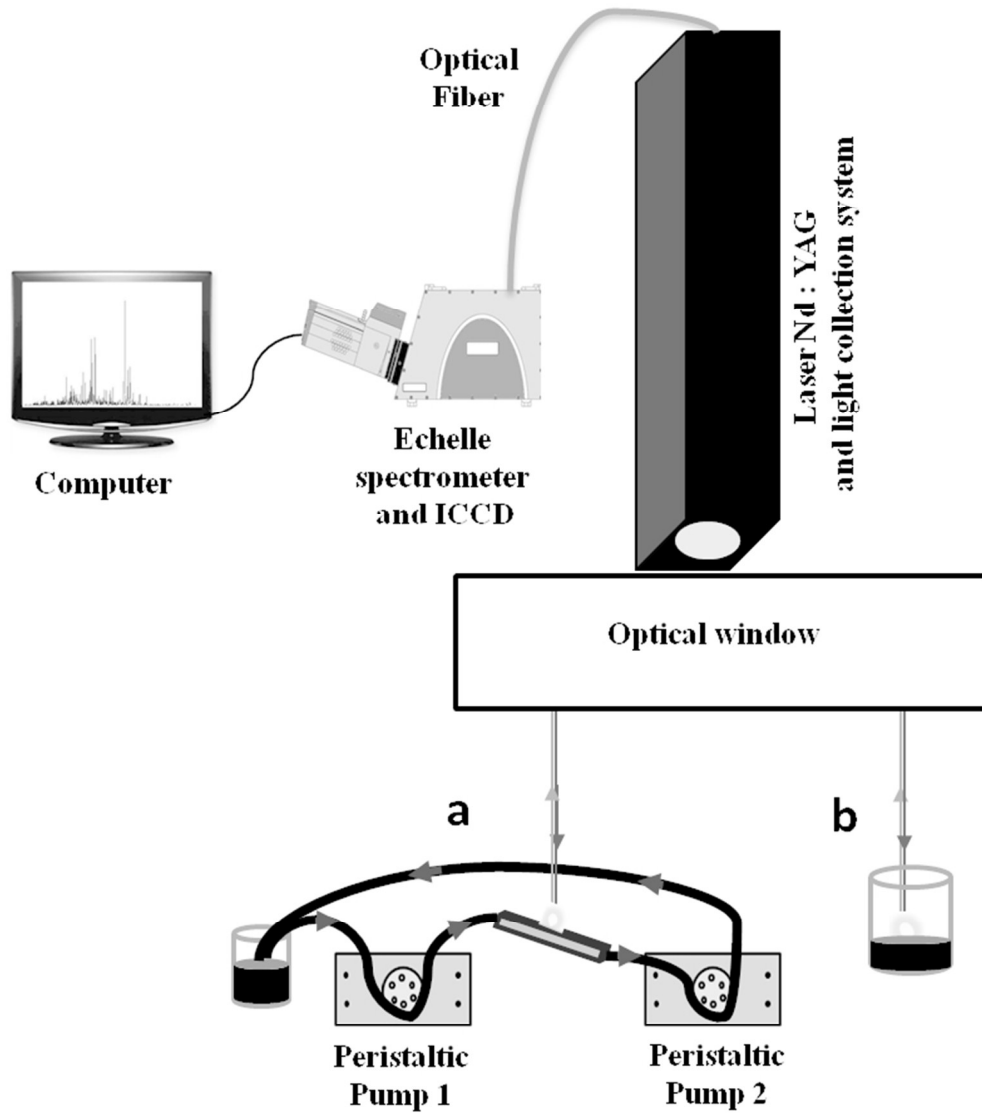 Optical
Fiber
Laser Nd : YAG
and light collection system
Computer
Echelle
spectrometer
and ICCD
Optical window
a
b
Peristaltic
Pump 1
Peristaltic
Pump 2